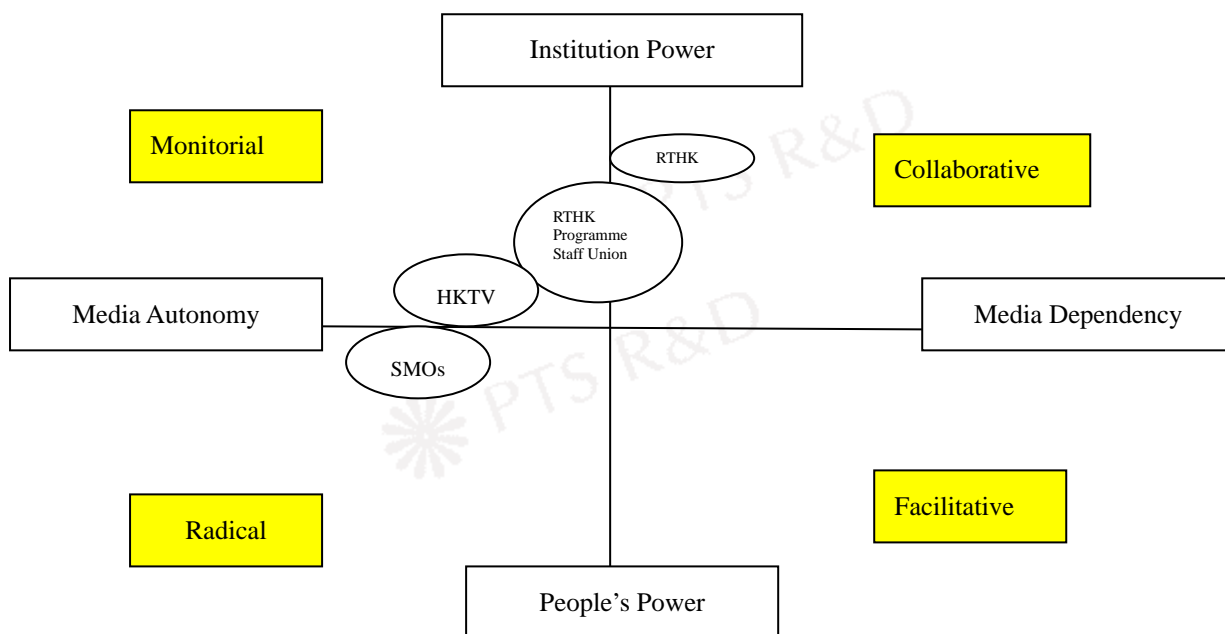 Institution Power
Monitorial
RTHK
Collaborative
RTHK
Programme
Staff Union
HKTV
Media Autonomy
Media Dependency
SMOs
Radical
Facilitative
People's Power
PTS R&D
PTS R&D